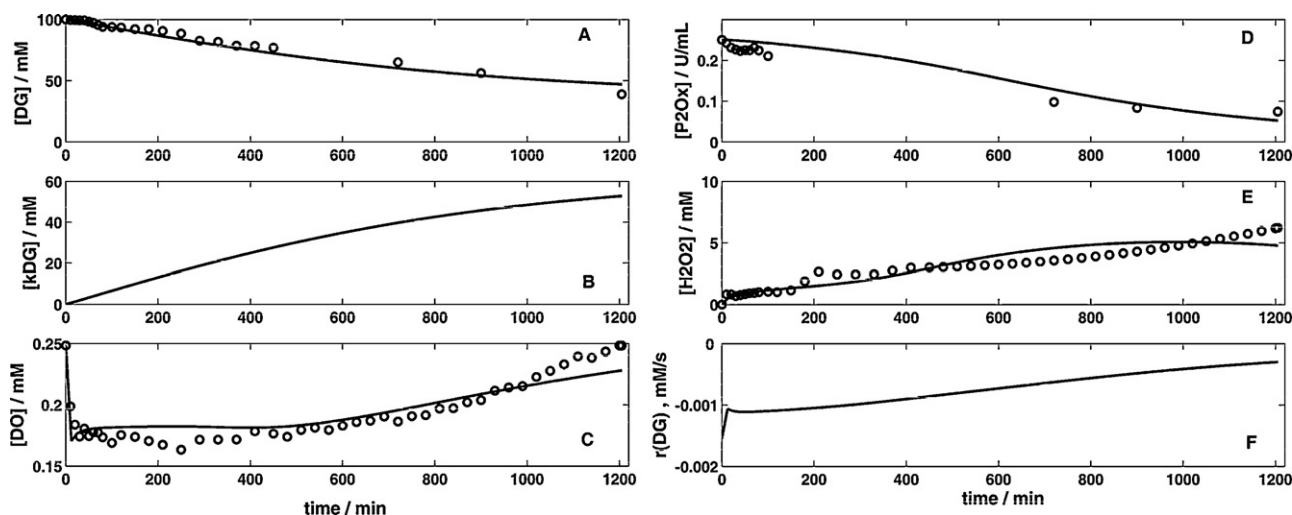 A
[DG] / mM
100
50
0
0 200 400 600 800 1000 1200
B
[kDG] / mM
60
40
20
0
0 200 400 600 800 1000 1200
C
[DO] / mM
0.25
0.2
0.15
0 200 400 600 800 1000 1200
time / min
D
[P2Ox] / U/mL
0.2
0.1
0
0 200 400 600 800 1000 1200
E
[H2O2] / mM
10
5
0
0 200 400 600 800 1000 1200
F
r(DG) , mM/s
0
-0.001
-0.002
0 200 400 600 800 1000 1200
time / min